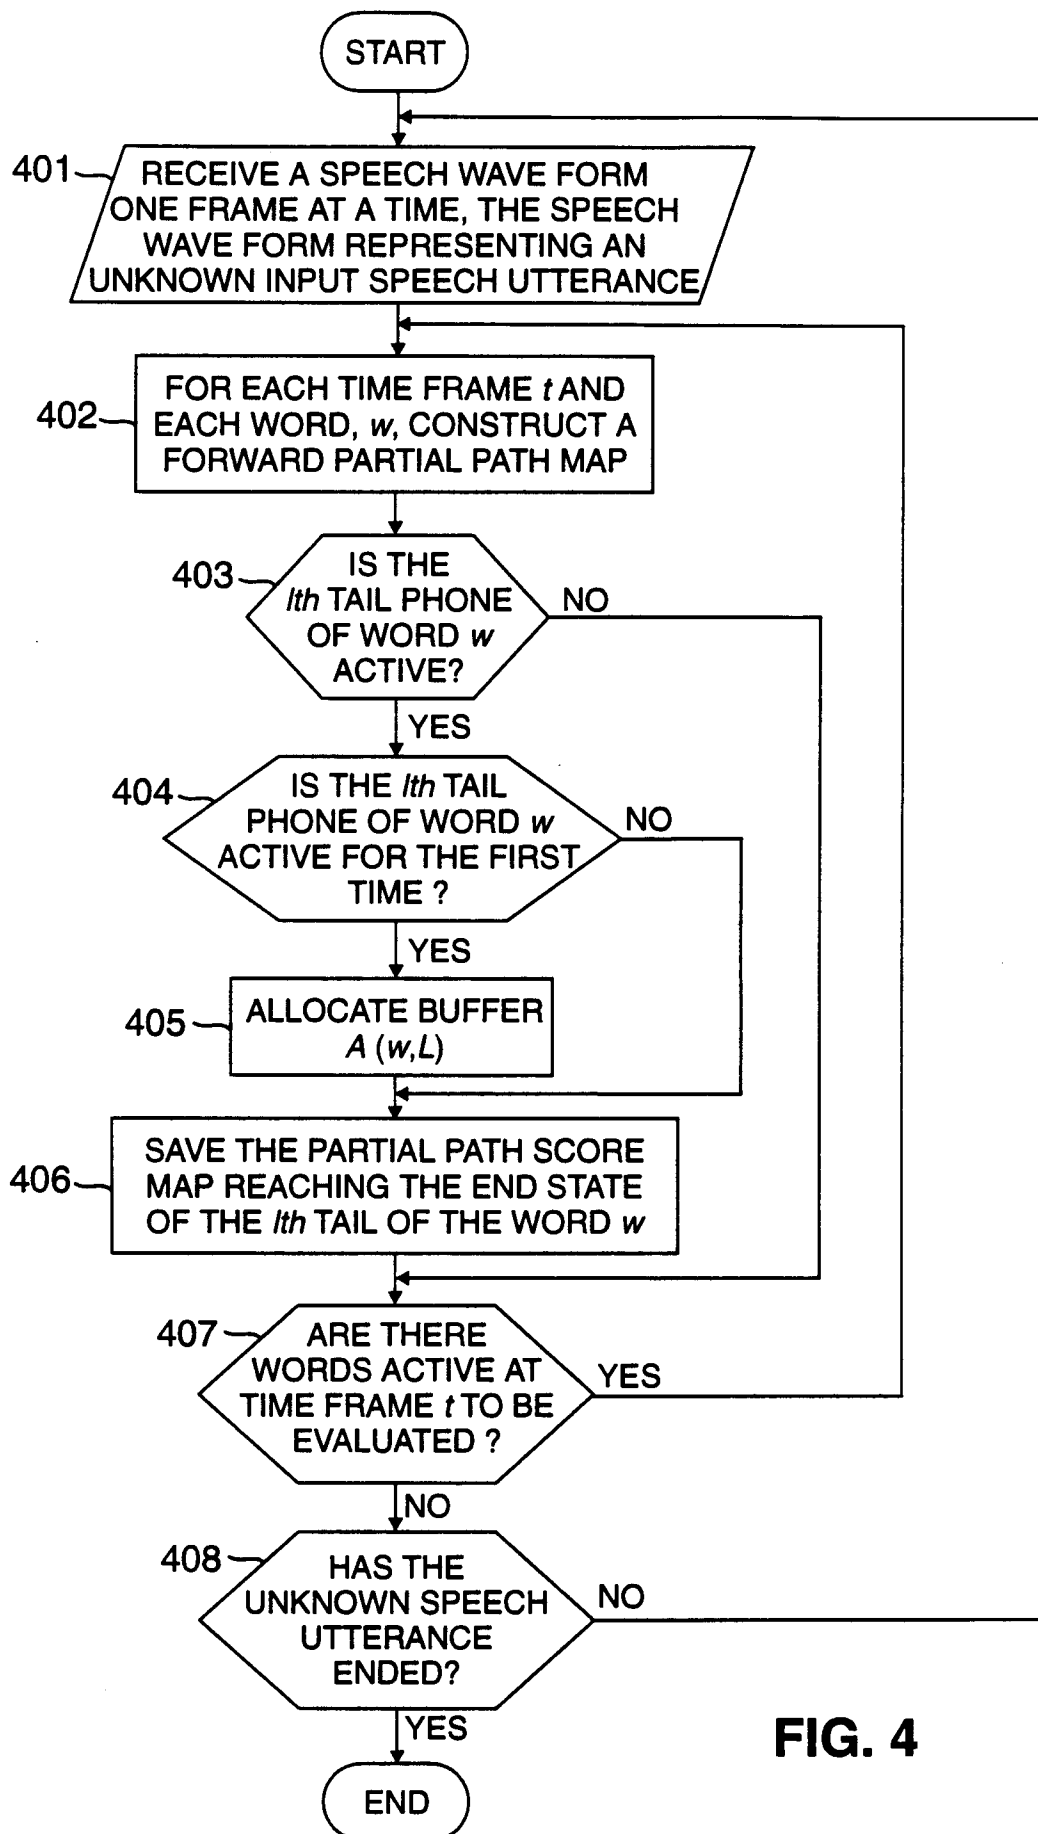 START
401
RECEIVE A SPEECH WAVE FORM
ONE FRAME AT A TIME, THE SPEECH
WAVE FORM REPRESENTING AN
UNKNOWN INPUT SPEECH UTTERANCE
402
FOR EACH TIME FRAME t AND
EACH WORD, w, CONSTRUCT A
FORWARD PARTIAL PATH MAP
403
IS THE
lth TAIL PHONE
OF WORD w
ACTIVE?
NO
YES
404
IS THE lth TAIL
PHONE OF WORD w
ACTIVE FOR THE FIRST
TIME ?
NO
YES
405
ALLOCATE BUFFER
A (w,L)
406
SAVE THE PARTIAL PATH SCORE
MAP REACHING THE END STATE
OF THE lth TAIL OF THE WORD w
407
ARE THERE
WORDS ACTIVE AT
TIME FRAME t TO BE
EVALUATED ?
YES
NO
408
HAS THE
UNKNOWN SPEECH
UTTERANCE
ENDED?
NO
YES
END
FIG. 4